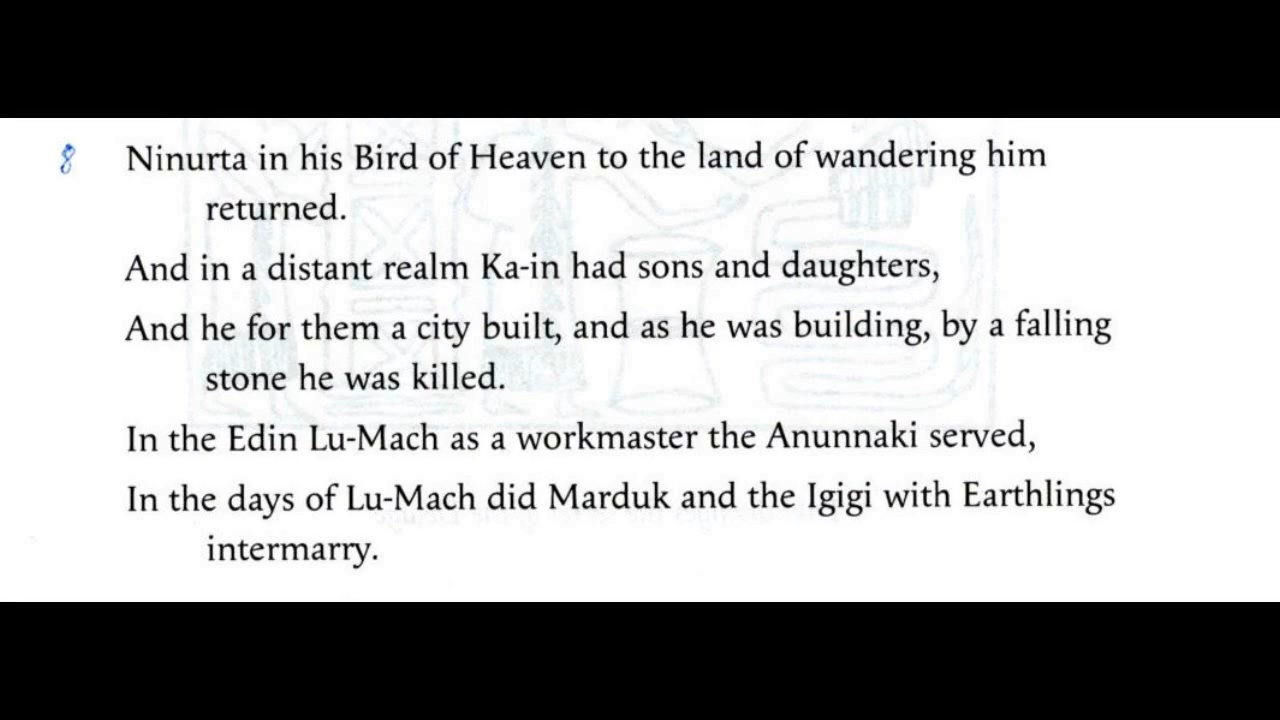 8 Ninurta in his Bird of Heaven to the land of wandering him
returned.
And in a distant realm Ka-in had sons and daughters,
And he for them a city built, and as he was building, by a falling
stone he was killed.
In the Edin Lu-Mach as a workmaster the Anunnaki served,
In the days of Lu-Mach did Marduk and the Igigi with Earthlings
intermarry.